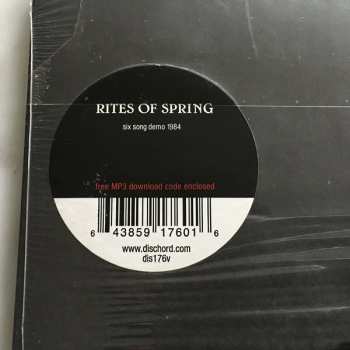 RITES OF SPRING
six song demo 1984
free MP3 download code enclosed
6 43859 17601 6
www.dischord.com
dis176v